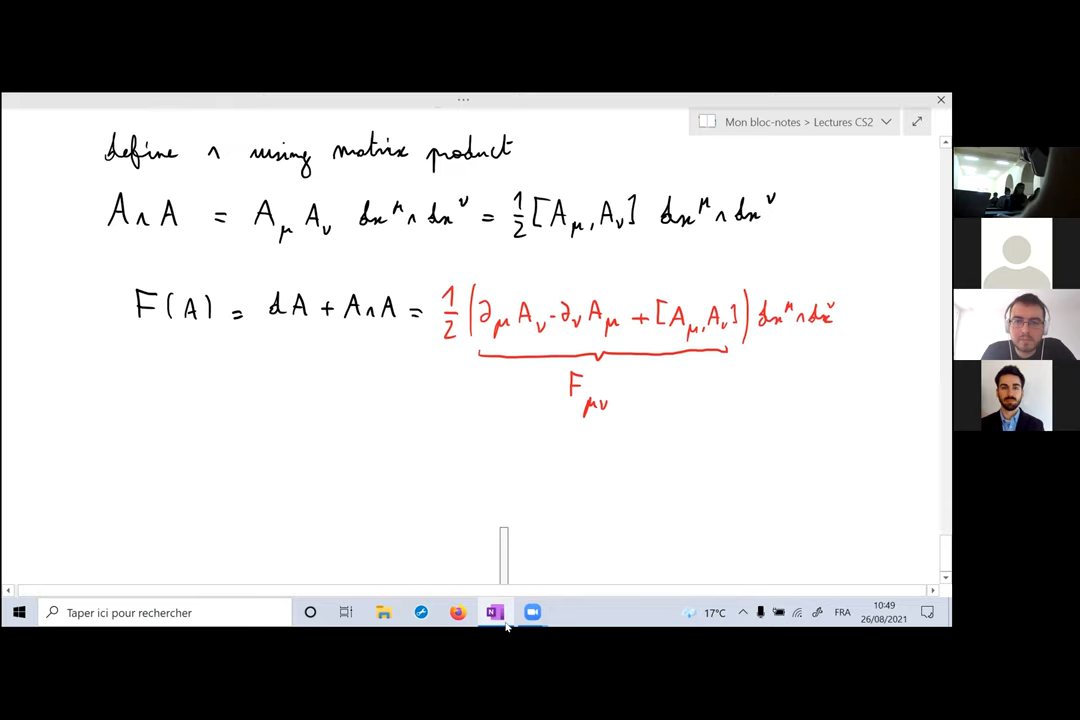 Mon bloc-notes > Lectures CS2
define ∧ using matrix product
A∧A = A_μ A_ν dx^μ ∧ dx^ν = 1/2 [A_μ, A_ν] dx^μ ∧ dx^ν
F(A) = dA + A∧A = 1/2 (∂_μ A_ν - ∂_ν A_μ + [A_μ, A_ν]) dx^μ ∧ dx^ν
F_μν
Taper ici pour rechercher
17°C
FRA
10:49
26/08/2021